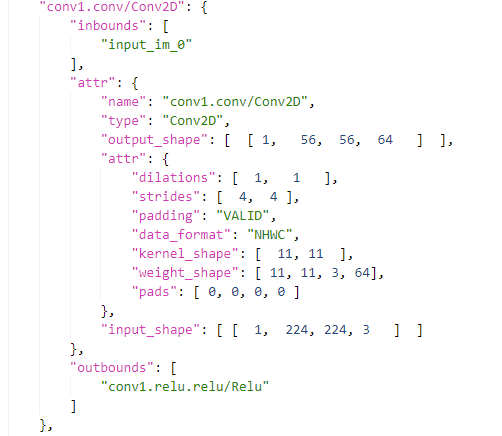 "conv1.conv/Conv2D": {
"inbounds": [
"input_im_0"
],
"attr": {
"name": "conv1.conv/Conv2D",
"type": "Conv2D",
"output_shape": [ [ 1, 56, 56, 64 ] ],
"attr": {
"dilations": [ 1, 1 ],
"strides": [ 4, 4 ],
"padding": "VALID",
"data_format": "NHWC",
"kernel_shape": [ 11, 11 ],
"weight_shape": [ 11, 11, 3, 64],
"pads": [ 0, 0, 0, 0 ]
},
"input_shape": [ [ 1, 224, 224, 3 ] ]
},
"outbounds": [
"conv1.relu.relu/Relu"
]
},